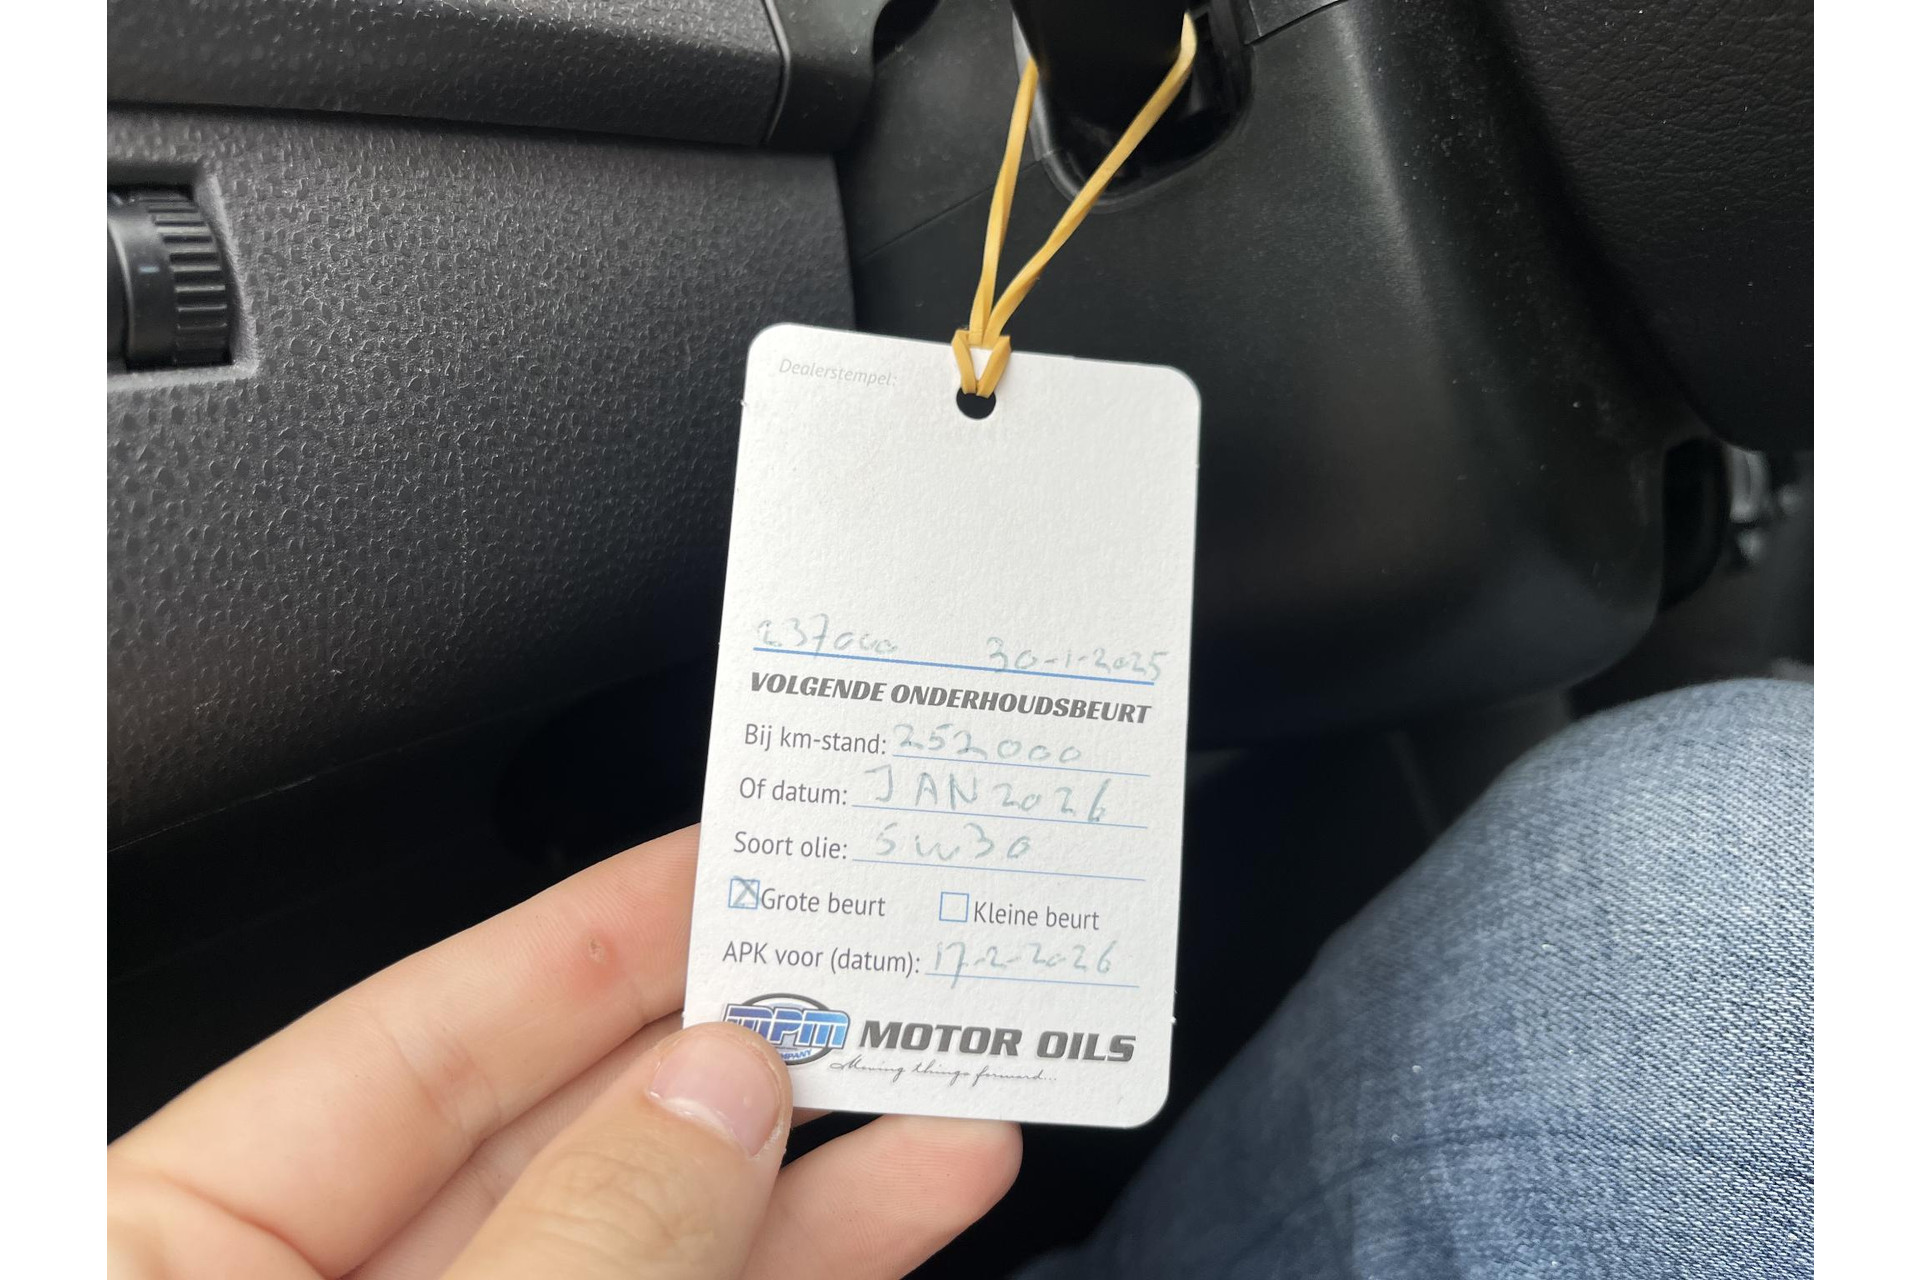 Dealerstempel:
237000 30-1-2025
VOLGENDE ONDERHOUDSBEURT
Bij km-stand: 252000
Of datum: JAN 2026
Soort olie: 5w30
Grote beurt Kleine beurt
APK voor (datum): 17-2-2026
MPM MOTOR OILS
Moving things forward...